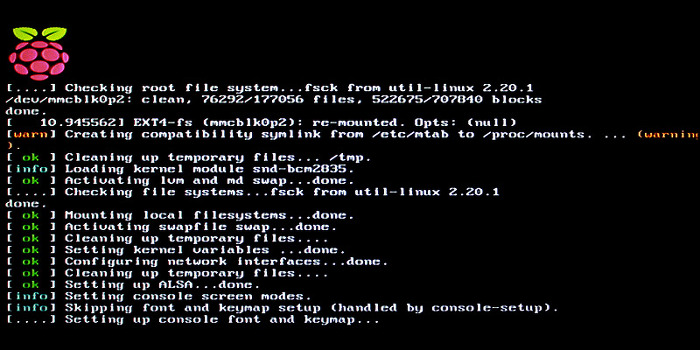 [....] Checking root file system...fsck from util-linux 2.20.1
/dev/mmcblk0p2: clean, 76292/177056 files, 522675/707840 blocks
done.
[   10.945562] EXT4-fs (mmcblk0p2): re-mounted. Opts: (null)
[warn] Creating compatibility symlink from /etc/mtab to /proc/mounts. ... (warning
).
[ ok ] Cleaning up temporary files... /tmp.
[info] Loading kernel module snd-bcm2835.
[ ok ] Activating lvm and md swap...done.
[....] Checking file systems...fsck from util-linux 2.20.1
done.
[ ok ] Mounting local filesystems...done.
[ ok ] Activating swapfile swap...done.
[ ok ] Cleaning up temporary files....
[ ok ] Setting kernel variables ...done.
[ ok ] Configuring network interfaces...done.
[ ok ] Cleaning up temporary files....
[ ok ] Setting up ALSA...done.
[info] Setting console screen modes.
[info] Skipping font and keymap setup (handled by console-setup).
[....] Setting up console font and keymap...